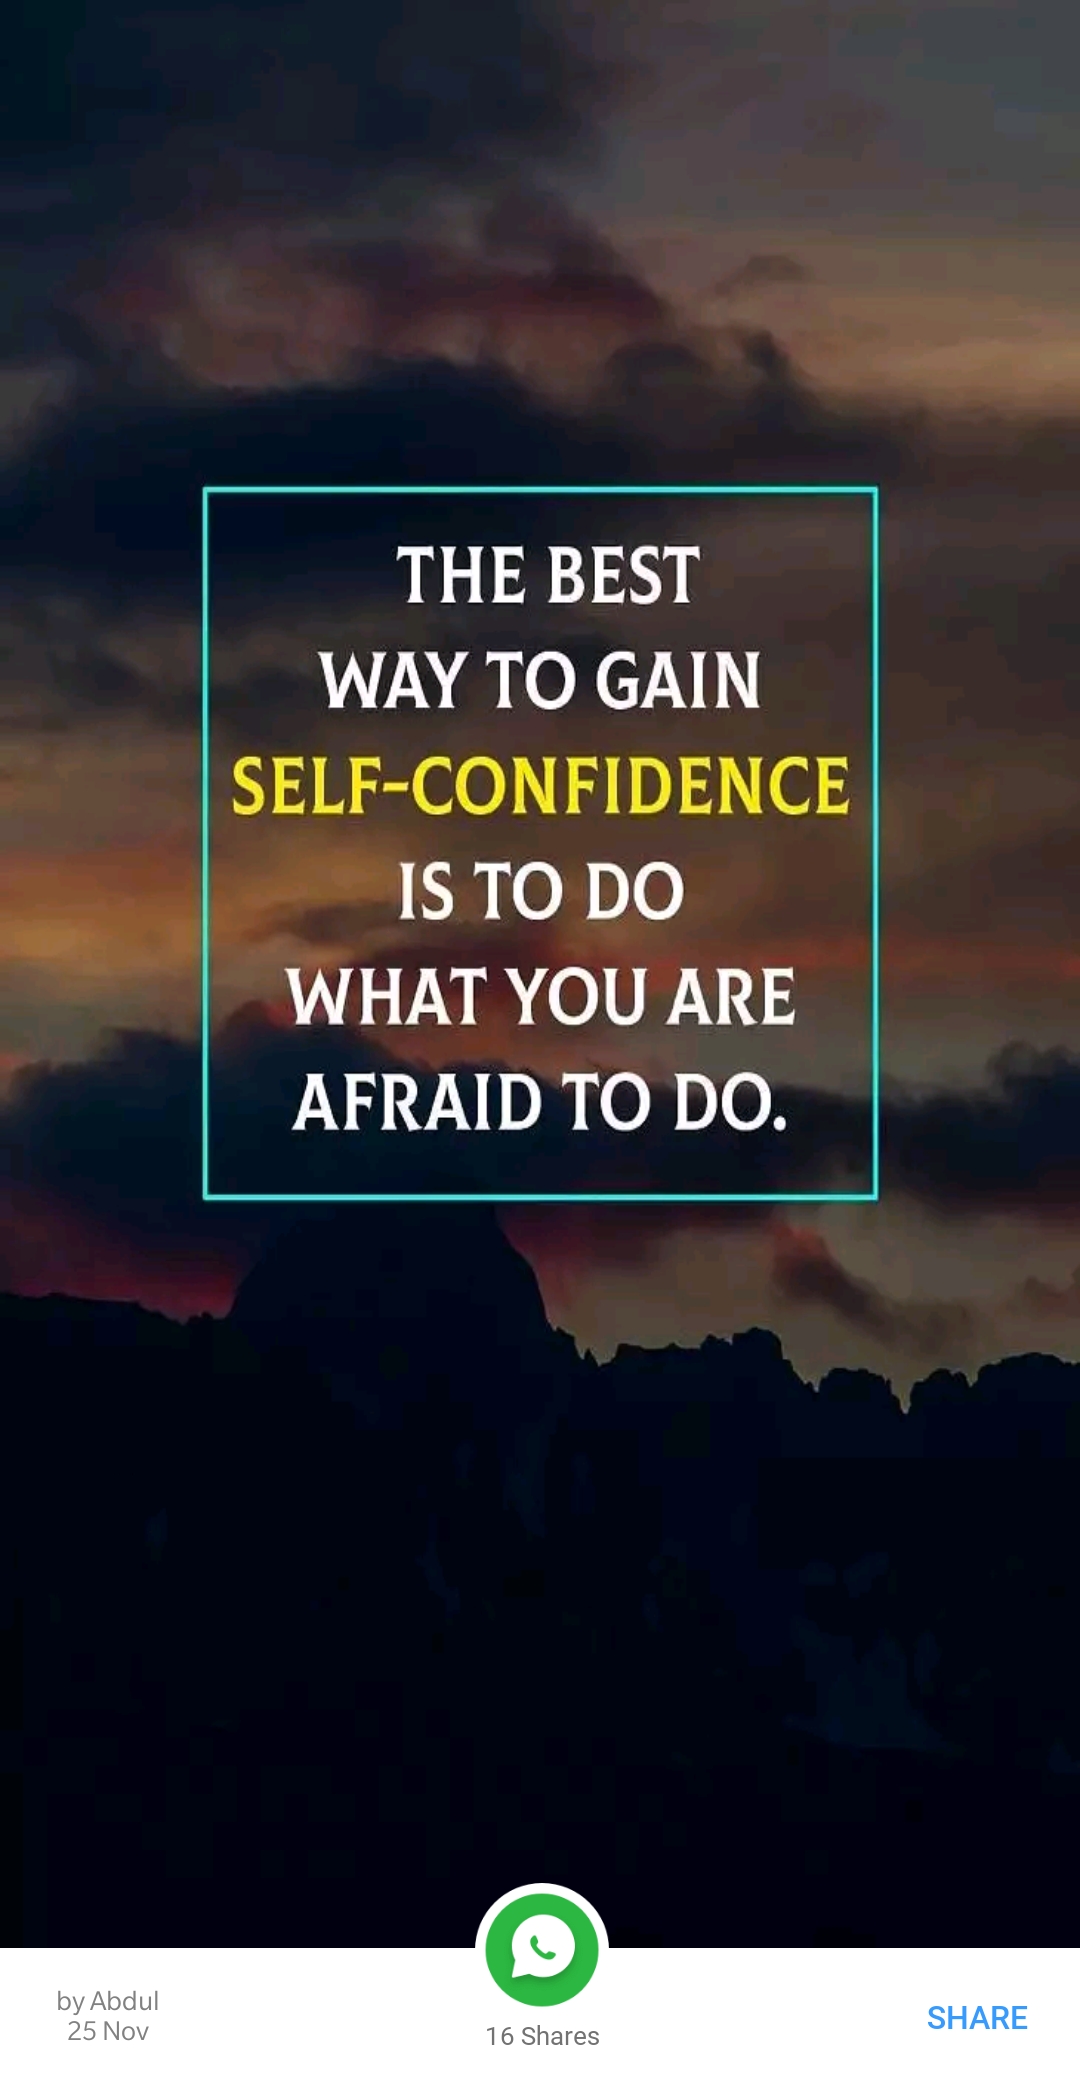 THE BEST
WAY TO GAIN
SELF-CONFIDENCE
IS TO DO
WHAT YOU ARE
AFRAID TO DO.
by Abdul
25 Nov
16 Shares
SHARE